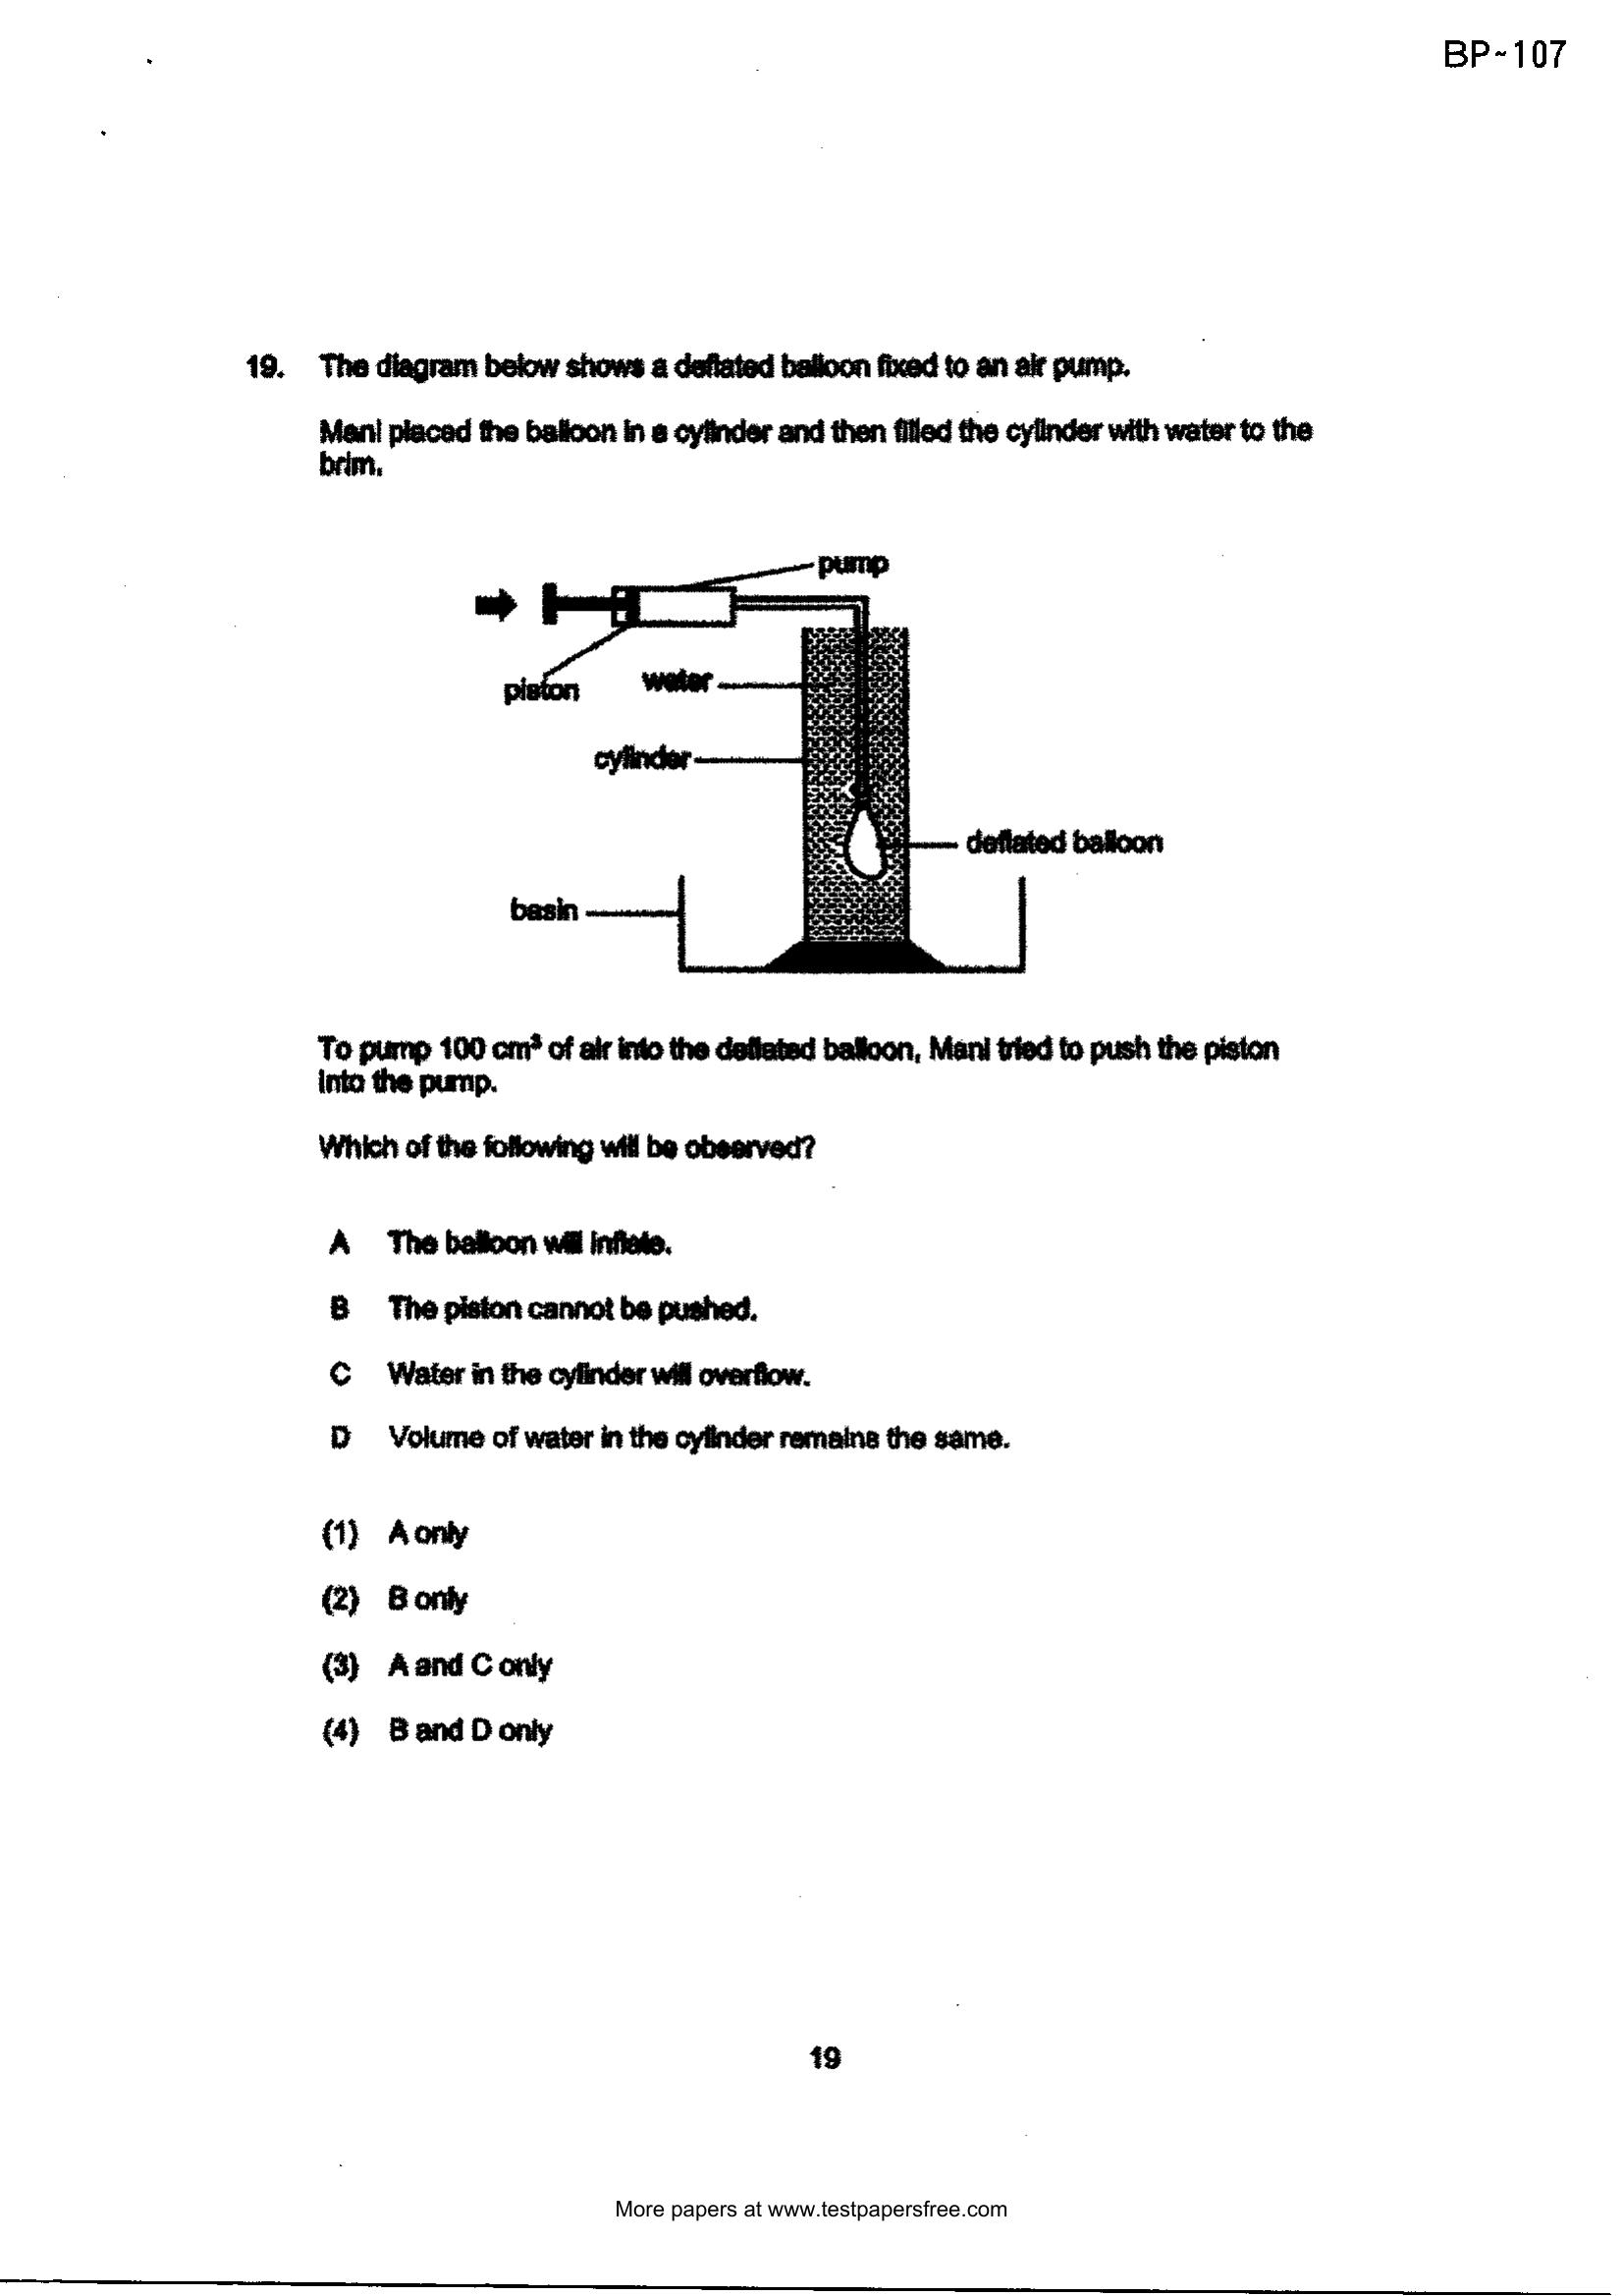 BP~107
19. The diagram below shows a deflated balloon fixed to an air pump.
Mani placed the balloon in a cylinder and then filled the cylinder with water to the
brim.
pump
piston
water
cylinder
deflated balloon
basin
To pump 100 cm³ of air into the deflated balloon, Mani tried to push the piston
into the pump.
Which of the following will be observed?
A The balloon will inflate.
B The piston cannot be pushed.
C Water in the cylinder will overflow.
D Volume of water in the cylinder remains the same.
(1) A only
(2) B only
(3) A and C only
(4) B and D only
19
More papers at www.testpapersfree.com